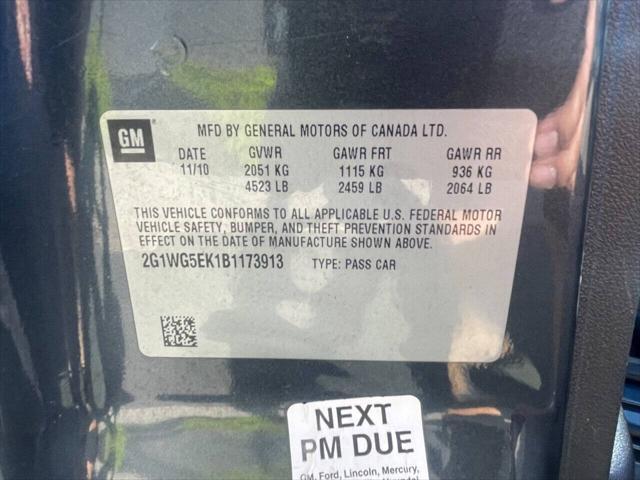 GM
MFD BY GENERAL MOTORS OF CANADA LTD.
DATE GVWR GAWR FRT GAWR RR
11/10 2051 KG 1115 KG 936 KG
4523 LB 2459 LB 2064 LB
THIS VEHICLE CONFORMS TO ALL APPLICABLE U.S. FEDERAL MOTOR
VEHICLE SAFETY, BUMPER, AND THEFT PREVENTION STANDARDS IN
EFFECT ON THE DATE OF MANUFACTURE SHOWN ABOVE.
2G1WG5EK1B1173913 TYPE: PASS CAR
NEXT
PM DUE
GM, Ford, Lincoln, Mercury,